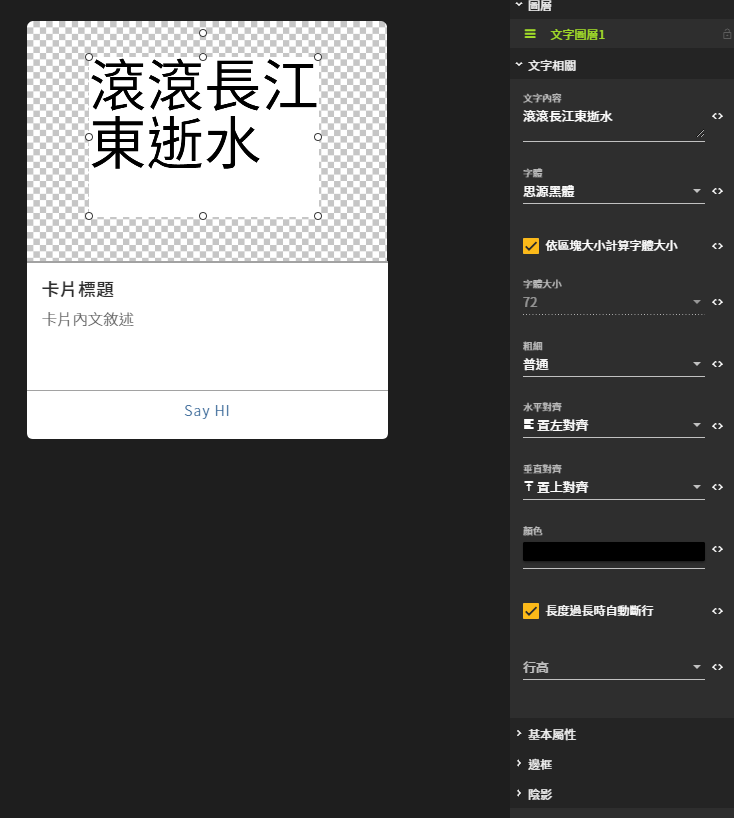 滾滾長江
東逝水
卡片標題
卡片內文敘述
Say HI
圖層
文字圖層1
文字相關
文字內容
滾滾長江東逝水
字體
思源黑體
依區塊大小計算字體大小
字體大小
72
粗細
普通
水平對齊
置左對齊
垂直對齊
置上對齊
顏色
長度過長時自動斷行
行高
基本屬性
邊框
陰影